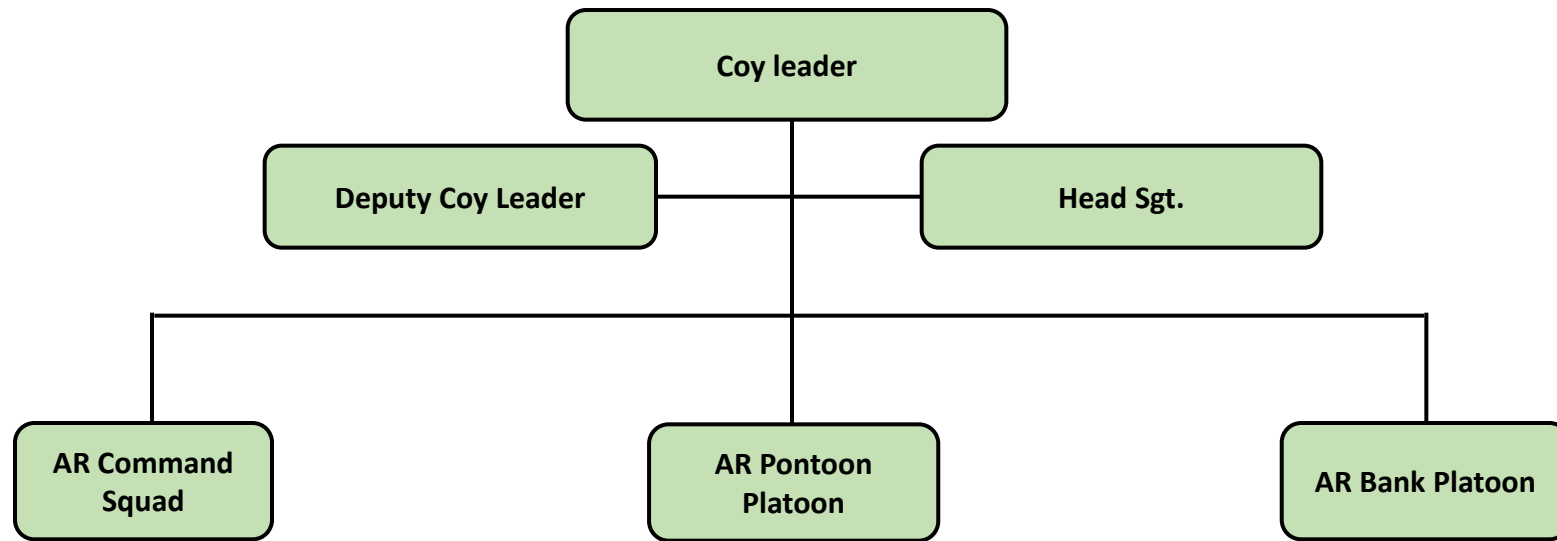 Coy leader
Deputy Coy Leader
Head Sgt.
AR Command
Squad
AR Pontoon
Platoon
AR Bank Platoon